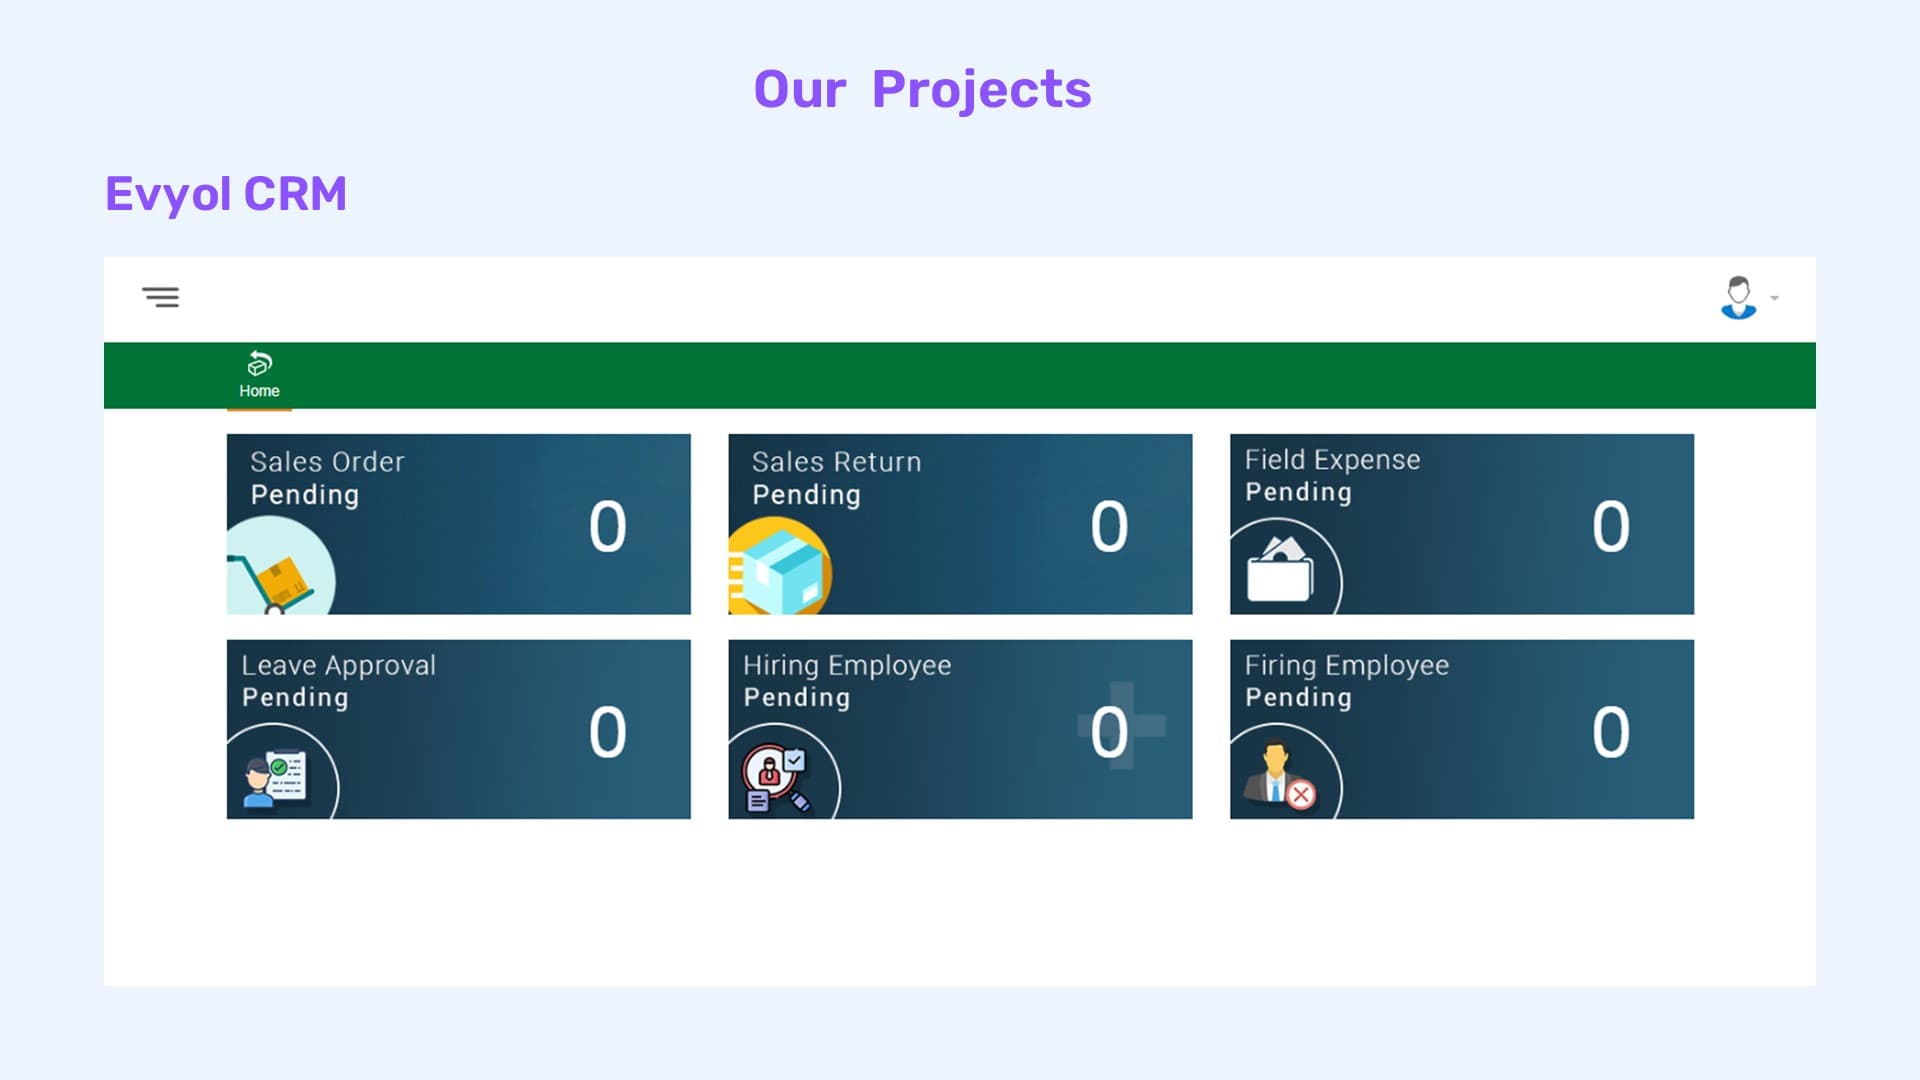 Our Projects
Evyol CRM
Home
Sales Order
Pending
0
Sales Return
Pending
0
Field Expense
Pending
0
Leave Approval
Pending
0
Hiring Employee
Pending
0
Firing Employee
Pending
0